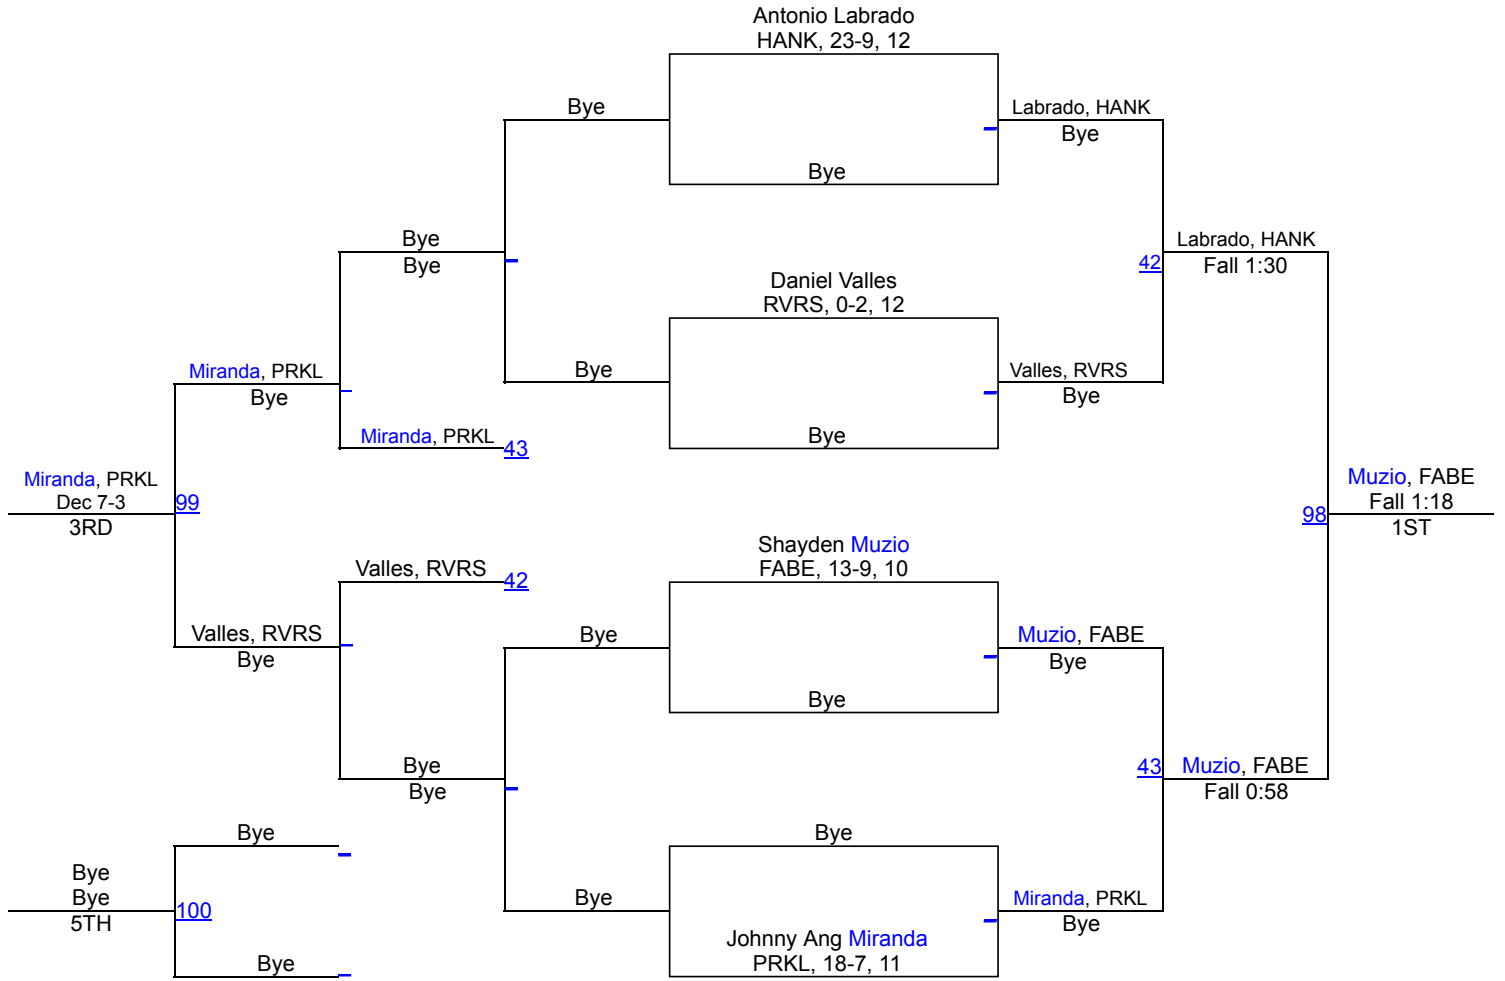 Antonio Labrado
HANK, 23-9, 12
Bye
Labrado, HANK
Bye
Bye
Bye
Bye
Labrado, HANK
42
Fall 1:30
Daniel Valles
RVRS, 0-2, 12
Miranda, PRKL
Bye
Bye
Valles, RVRS
Bye
Miranda, PRKL
43
Bye
Miranda, PRKL
Dec 7-3
99
3RD
Muzio, FABE
Fall 1:18
98
1ST
Shayden Muzio
FABE, 13-9, 10
Valles, RVRS
42
Valles, RVRS
Bye
Bye
Muzio, FABE
Bye
Bye
Bye
Bye
43
Muzio, FABE
Fall 0:58
Bye
Bye
Bye
Bye
100
5TH
Bye
Miranda, PRKL
Bye
Johnny Ang Miranda
PRKL, 18-7, 11
Bye